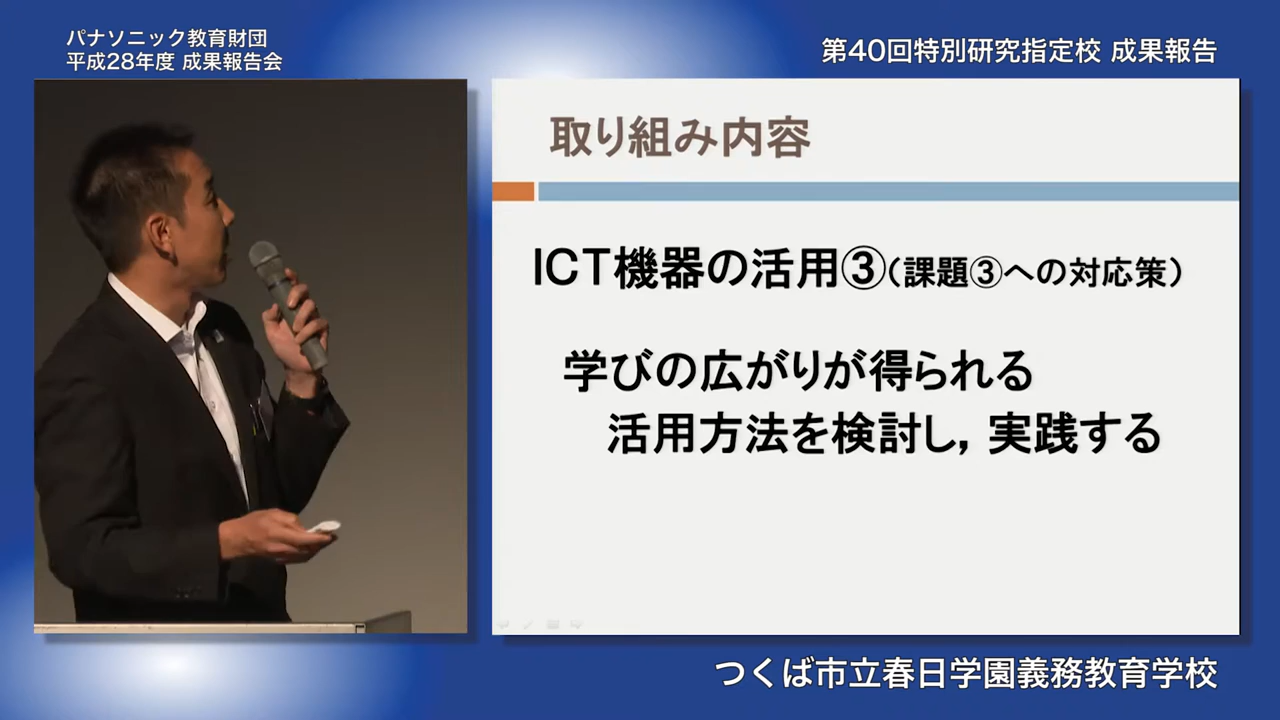 パナソニック教育財団
平成28年度 成果報告会
第40回特別研究指定校 成果報告
取り組み内容
ICT機器の活用③(課題③への対応策)
学びの広がりが得られる
活用方法を検討し,実践する
つくば市立春日学園義務教育学校